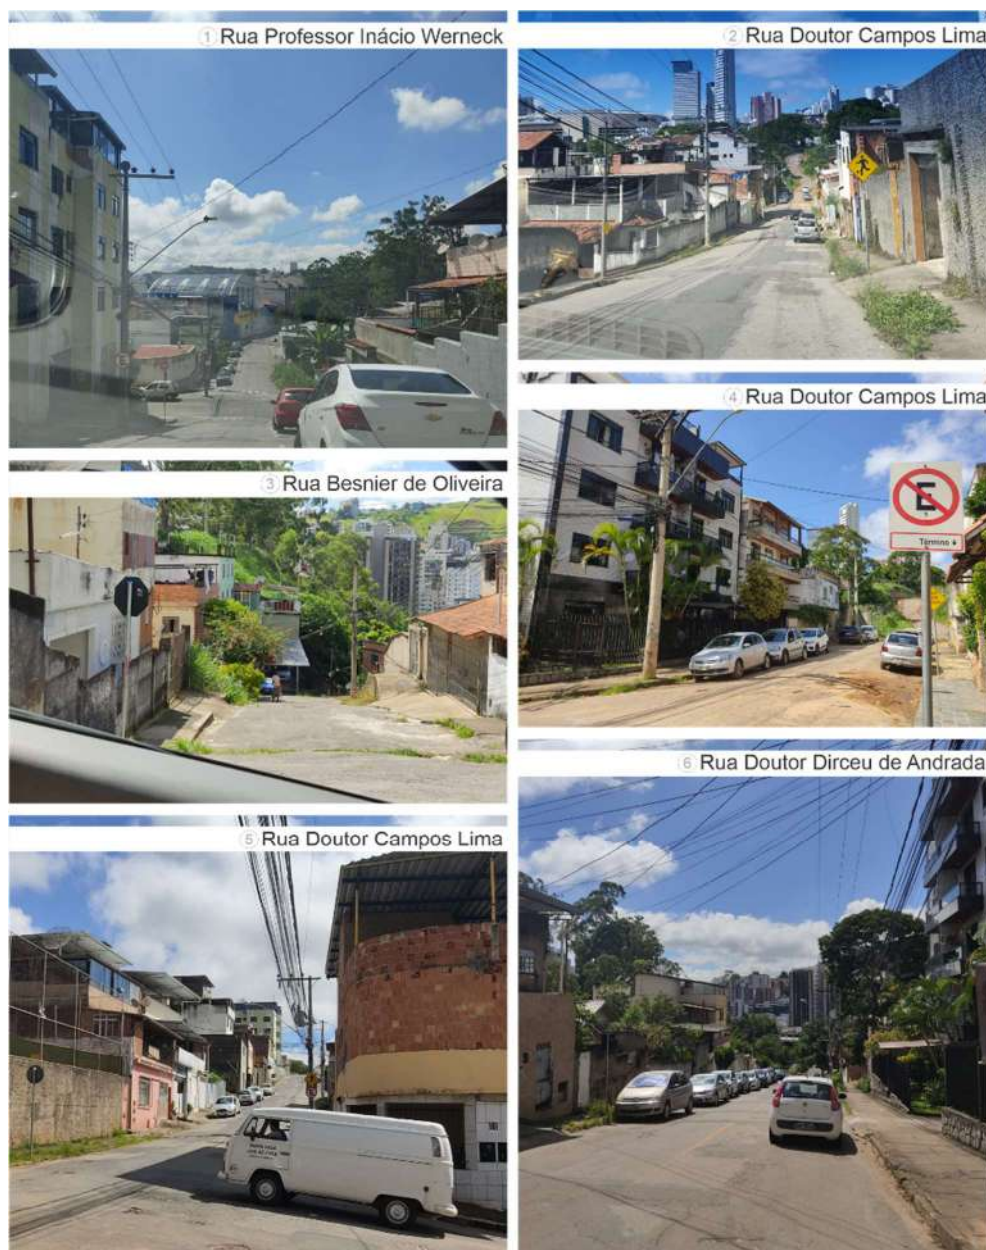 ① Rua Professor Inácio Werneck
② Rua Doutor Campos Lima
③ Rua Besnier de Oliveira
④ Rua Doutor Campos Lima
E
Término
⑤ Rua Doutor Campos Lima
⑥ Rua Doutor Dirceu de Andrada